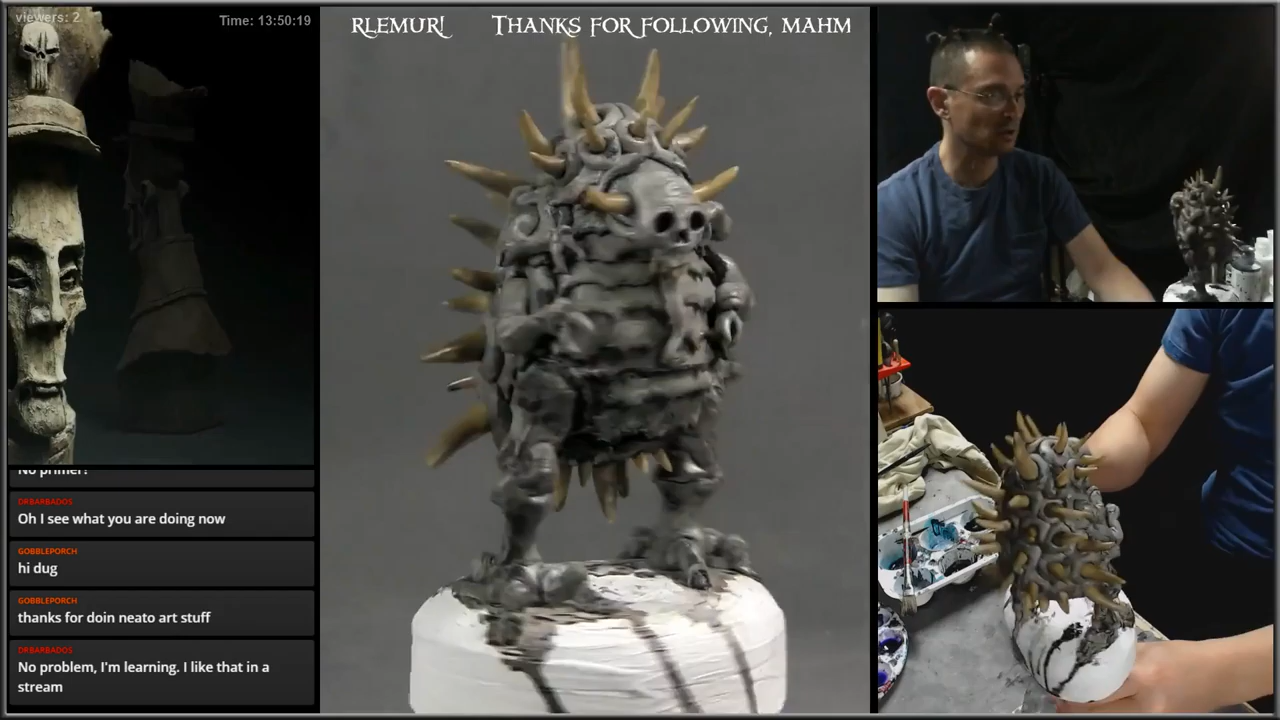 viewers: 2
Time: 13:50:19
RLEMUR!
THANKS FOR FOLLOWING, MAHM
No primer?
DRBARBADOS
Oh I see what you are doing now
GOBBLEPORCH
hi dug
GOBBLEPORCH
thanks for doin neato art stuff
DRBARBADOS
No problem, I'm learning. I like that in a
stream